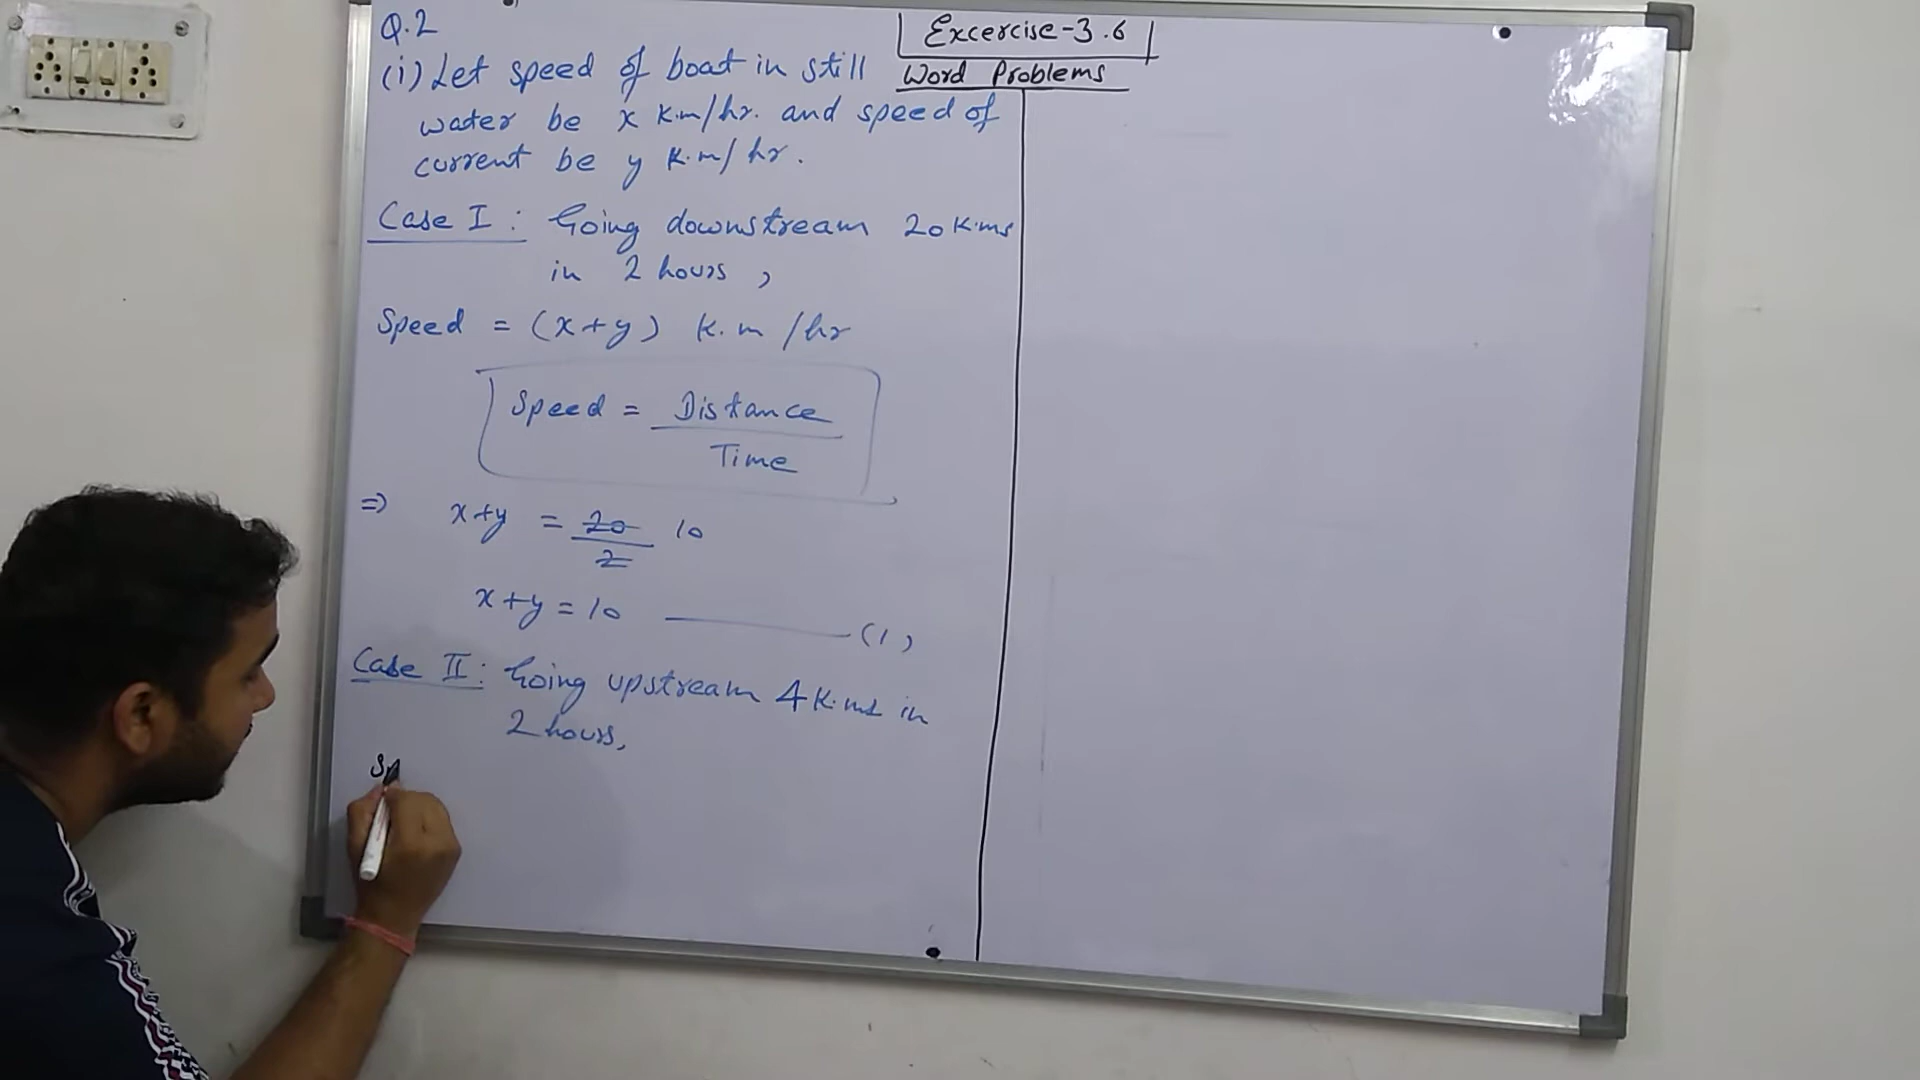 Excercise-3.6
Word Problems
Q.2
(i) Let speed of boat in still
water be x k.m/hr. and speed of
current be y k.m/hr.
Case I : Going downstream 20 k.ms
in 2 hours,
Speed = (x+y) k.m/hr
Speed = Distance
Time
⇒ x+y = 20 10
2
x+y = 10 ——— (1)
Case II : Going upstream 4 k.ms in
2 hours,
Sp